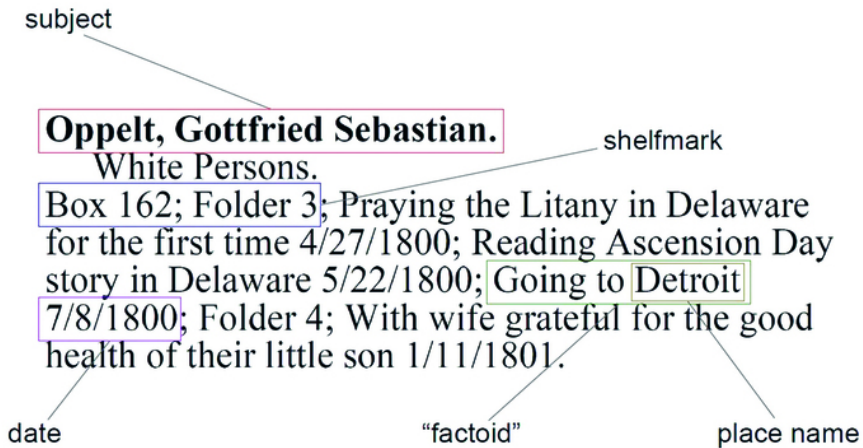 subject
Oppelt, Gottfried Sebastian.
shelfmark
White Persons.
Box 162; Folder 3; Praying the Litany in Delaware
for the first time 4/27/1800; Reading Ascension Day
story in Delaware 5/22/1800; Going to Detroit
7/8/1800; Folder 4; With wife grateful for the good
health of their little son 1/11/1801.
date
“factoid”
place name